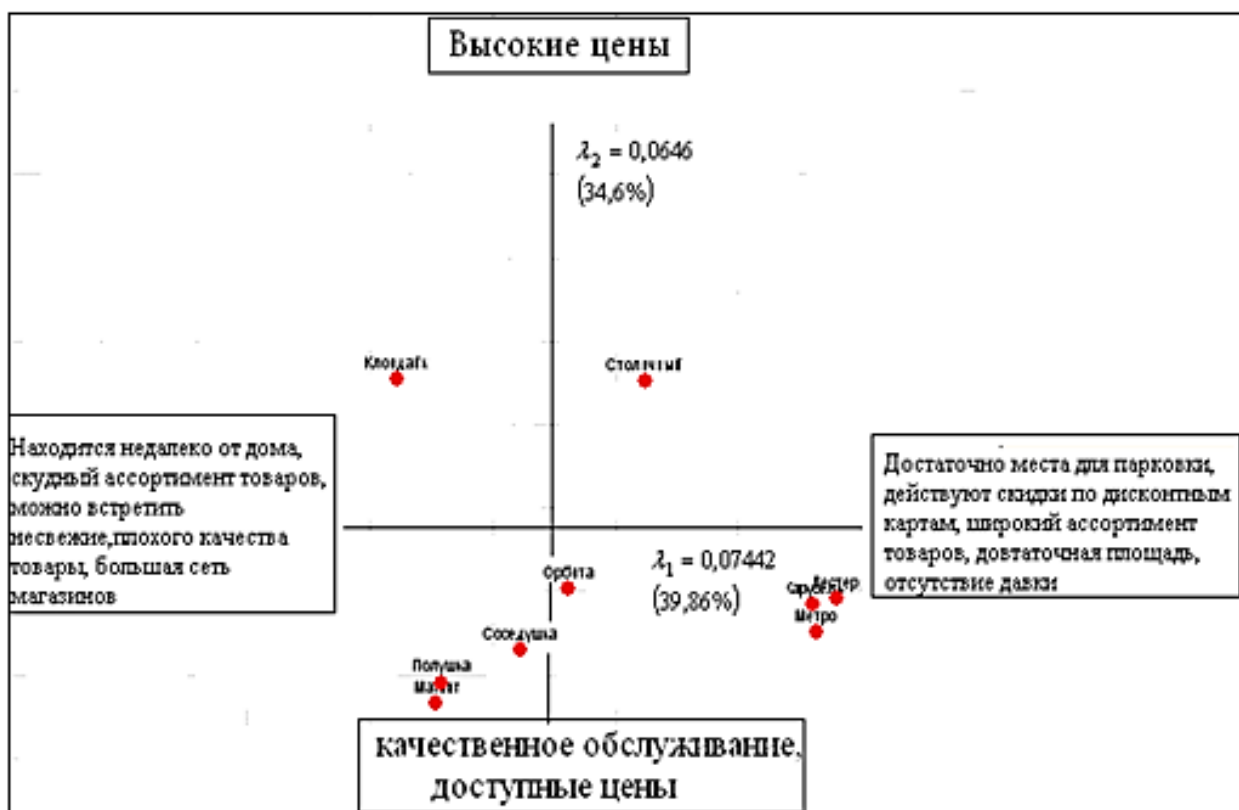 Высокие цены
λ₂ = 0,0646
(34,6%)
Столичный
Находится недалеко от дома,
скудный ассортимент товаров,
можно встретить
несвежие,плохого качества
товары, большая сеть
магазинов
Достаточно места для парковки,
действуют скидки по дисконтным
картам, широкий ассортимент
товаров, довтаточная площадь,
отсутствие давки
Орбита
λ₁ = 0,07442
(39,86%)
Метро
Соседушка
Полушка
качественное обслуживание,
доступные цены